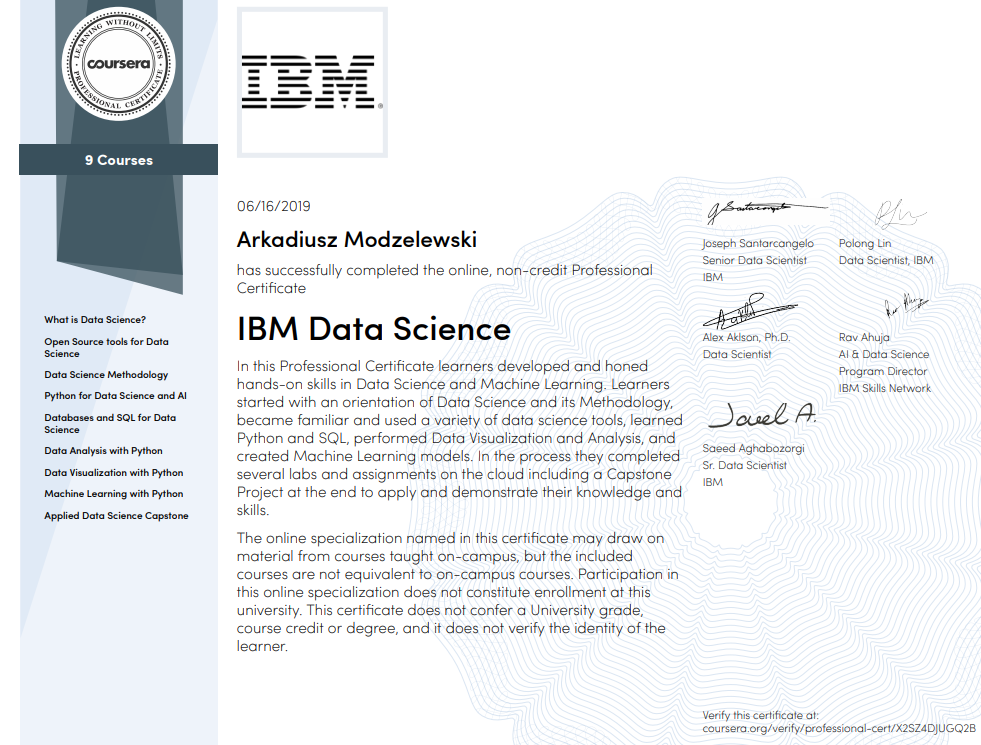 LEARNING WITHOUT LIMITS
coursera
PROFESSIONAL CERTIFICATE
9 Courses
What is Data Science?
Open Source tools for Data
Science
Data Science Methodology
Python for Data Science and AI
Databases and SQL for Data
Science
Data Analysis with Python
Data Visualization with Python
Machine Learning with Python
Applied Data Science Capstone
IBM®
06/16/2019
Arkadiusz Modzelewski
has successfully completed the online, non-credit Professional
Certificate
IBM Data Science
In this Professional Certificate learners developed and honed
hands-on skills in Data Science and Machine Learning. Learners
started with an orientation of Data Science and its Methodology,
became familiar and used a variety of data science tools, learned
Python and SQL, performed Data Visualization and Analysis, and
created Machine Learning models. In the process they completed
several labs and assignments on the cloud including a Capstone
Project at the end to apply and demonstrate their knowledge and
skills.
The online specialization named in this certificate may draw on
material from courses taught on-campus, but the included
courses are not equivalent to on-campus courses. Participation in
this online specialization does not constitute enrollment at this
university. This certificate does not confer a University grade,
course credit or degree, and it does not verify the identity of the
learner.
Joseph Santarcangelo
Senior Data Scientist
IBM
Polong Lin
Data Scientist, IBM
Alex Aklson, Ph.D.
Data Scientist
Rav Ahuja
AI & Data Science
Program Director
IBM Skills Network
Saeed Aghabozorgi
Sr. Data Scientist
IBM
Verify this certificate at:
coursera.org/verify/professional-cert/X2SZ4DJUGQ2B